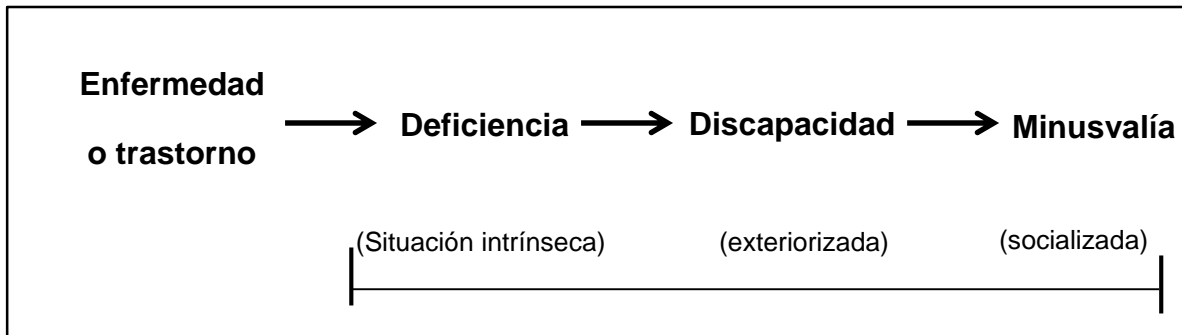 Enfermedad
o trastorno
Deficiencia
Discapacidad
Minusvalía
(Situación intrínseca)
(exteriorizada)
(socializada)